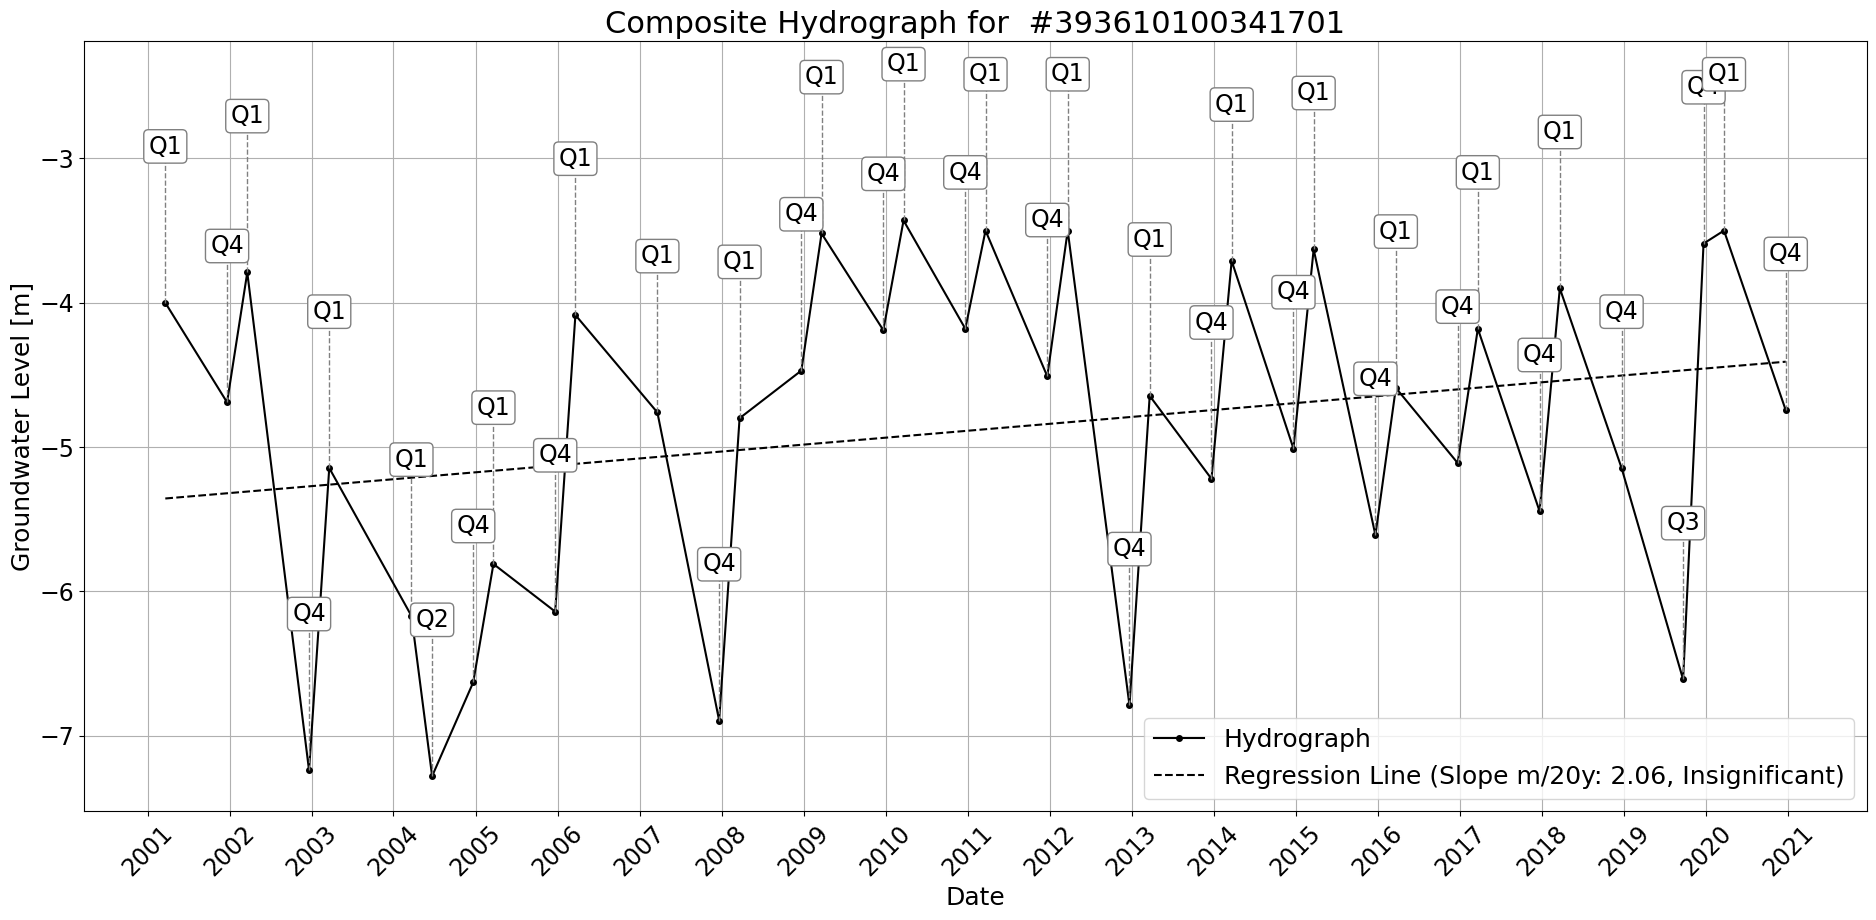 Composite Hydrograph for  #393610100341701
Groundwater Level [m]
−3
−4
−5
−6
−7
Q1
Q4
Q1
Q4
Q1
Q1
Q2
Q4
Q1
Q4
Q1
Q1
Q4
Q1
Q4
Q1
Q4
Q1
Q4
Q1
Q4
Q1
Q4
Q1
Q4
Q1
Q4
Q1
Q4
Q1
Q4
Q1
Q4
Q1
Q4
Q3
Q1
Q4
Hydrograph
Regression Line (Slope m/20y: 2.06, Insignificant)
2001
2002
2003
2004
2005
2006
2007
2008
2009
2010
2011
2012
2013
2014
2015
2016
2017
2018
2019
2020
2021
Date